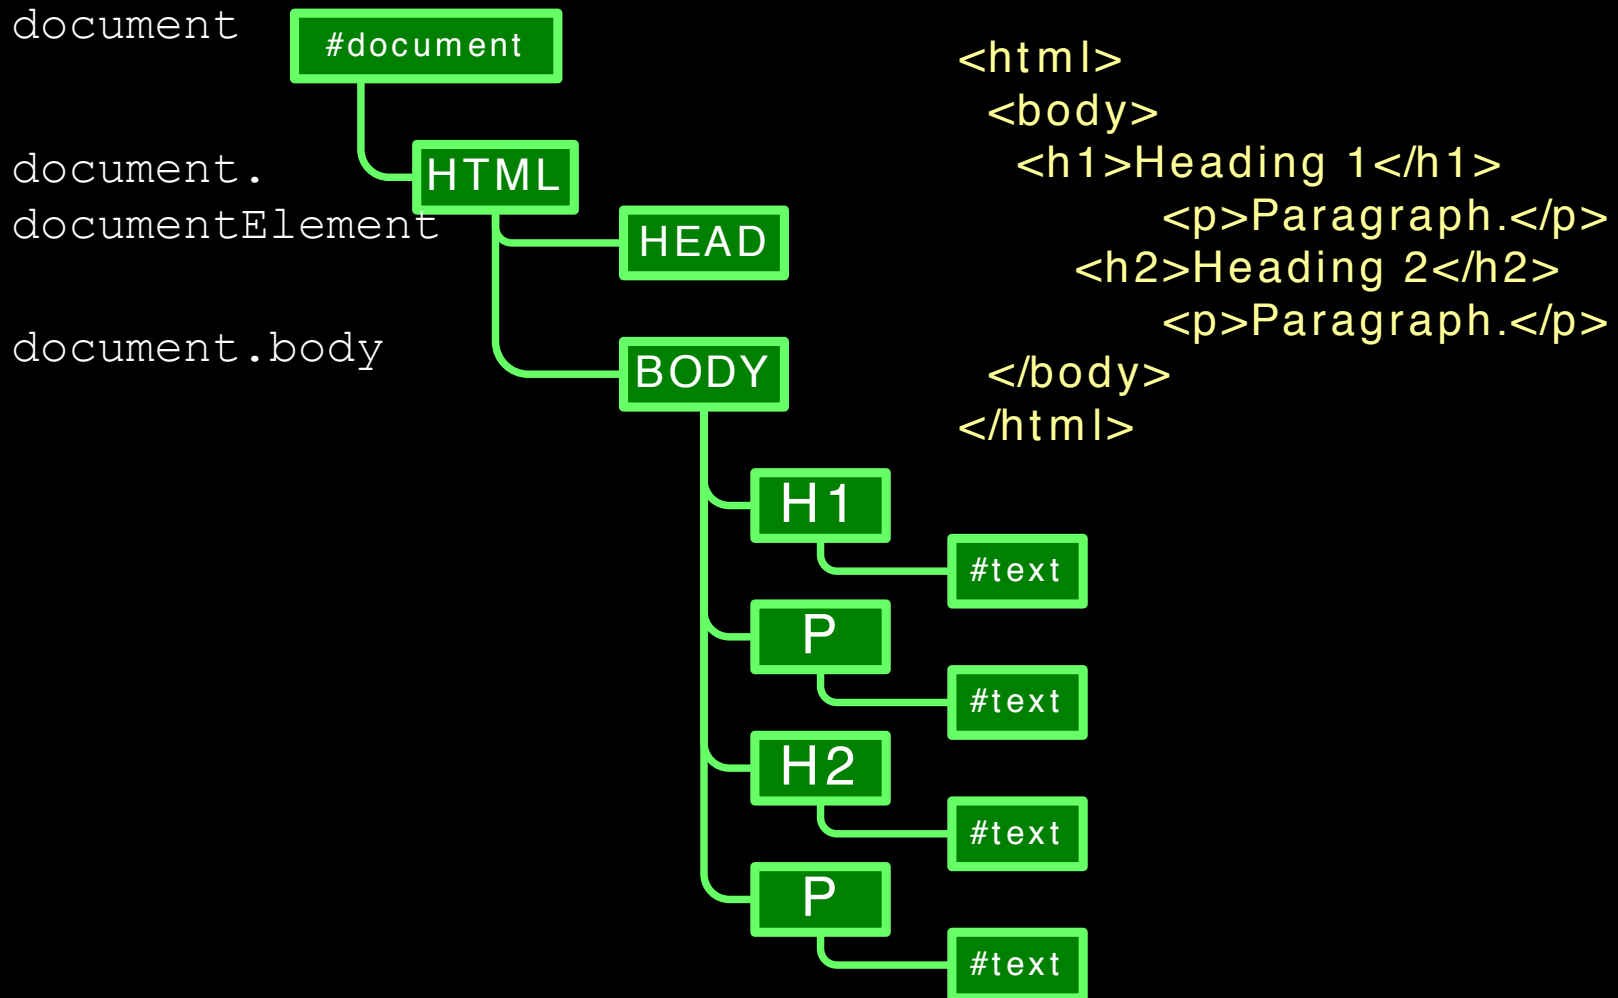 document
#document
document.
documentElement
HTML
HEAD
document.body
BODY
H1
#text
P
#text
H2
#text
P
#text
<html>
<body>
<h1>Heading 1</h1>
<p>Paragraph.</p>
<h2>Heading 2</h2>
<p>Paragraph.</p>
</body>
</html>